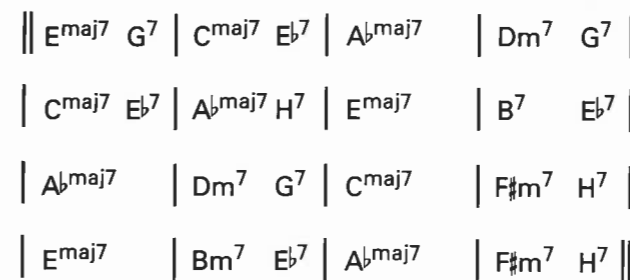 ‖ Emaj7 G7 | Cmaj7 E♭7 | A♭maj7 | Dm7 G7 |
| Cmaj7 E♭7 | A♭maj7 H7 | Emaj7 | B7 E♭7 |
| A♭maj7 | Dm7 G7 | Cmaj7 | F♯m7 H7 |
| Emaj7 | Bm7 E♭7 | A♭maj7 | F♯m7 H7 ‖